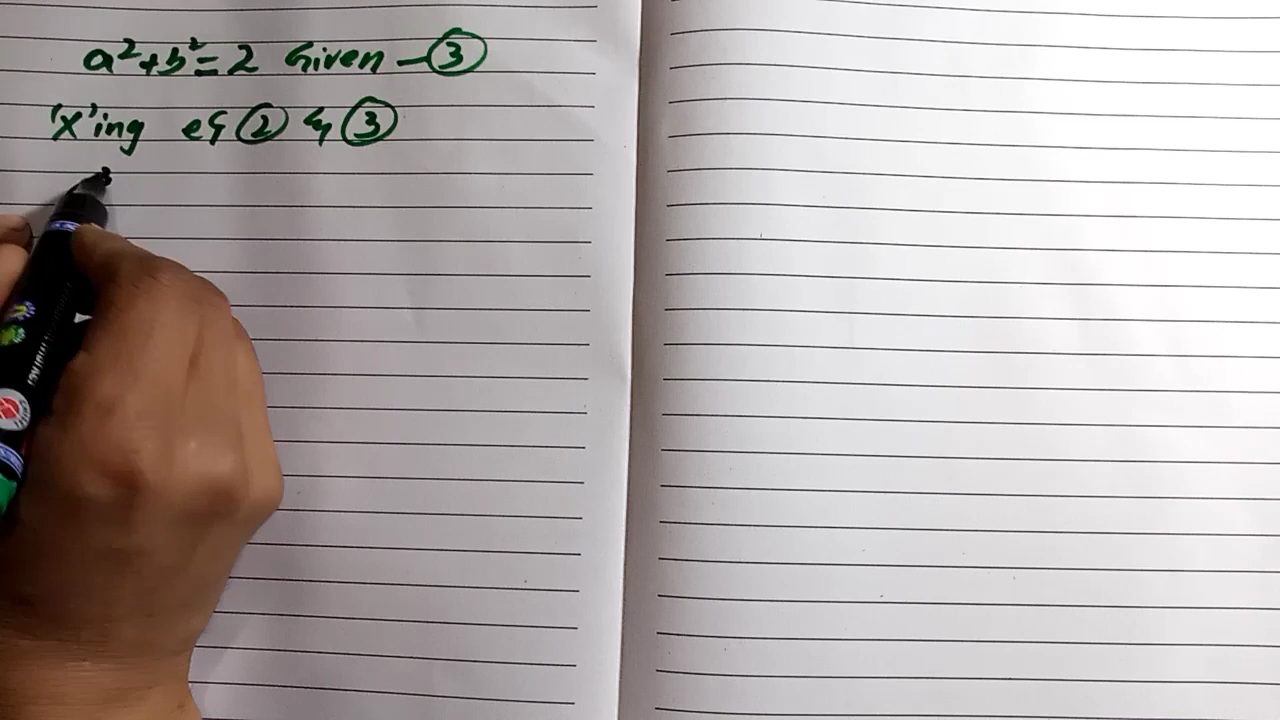 a²+b²=2 Given —③
'X'ing eq ② & ③